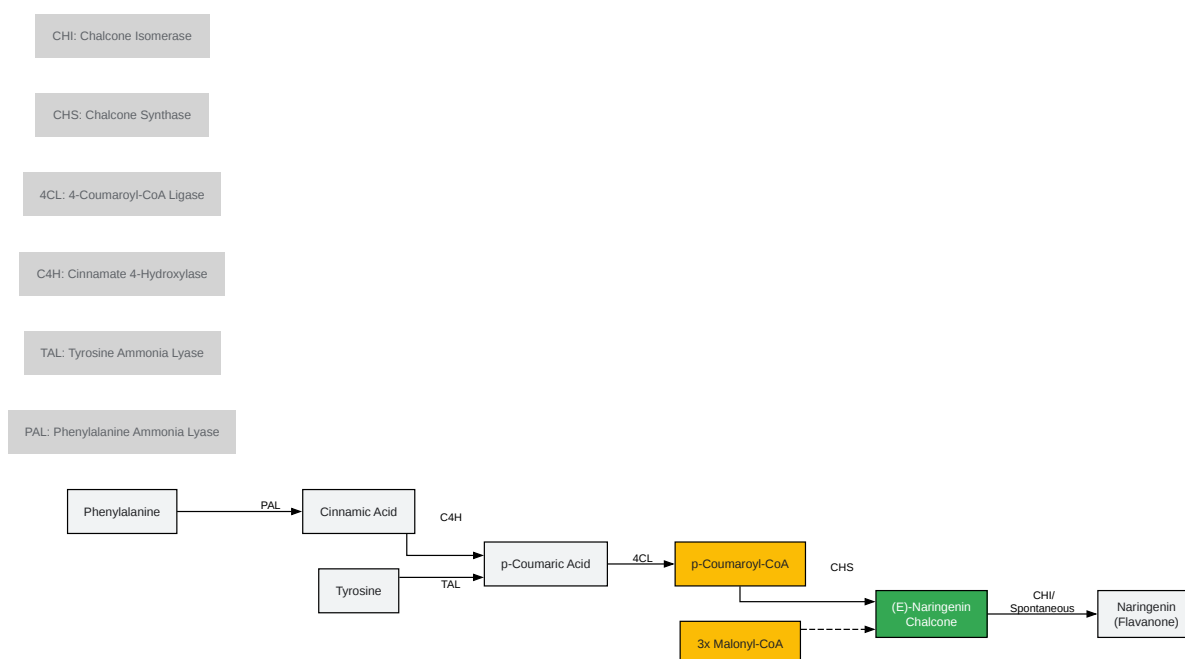 CHI: Chalcone Isomerase
CHS: Chalcone Synthase
4CL: 4-Coumaroyl-CoA Ligase
C4H: Cinnamate 4-Hydroxylase
TAL: Tyrosine Ammonia Lyase
PAL: Phenylalanine Ammonia Lyase
Phenylalanine
PAL
Cinnamic Acid
C4H
Tyrosine
TAL
p-Coumaric Acid
4CL
p-Coumaroyl-CoA
CHS
3x Malonyl-CoA
(E)-Naringenin
Chalcone
CHI/
Spontaneous
Naringenin
(Flavanone)